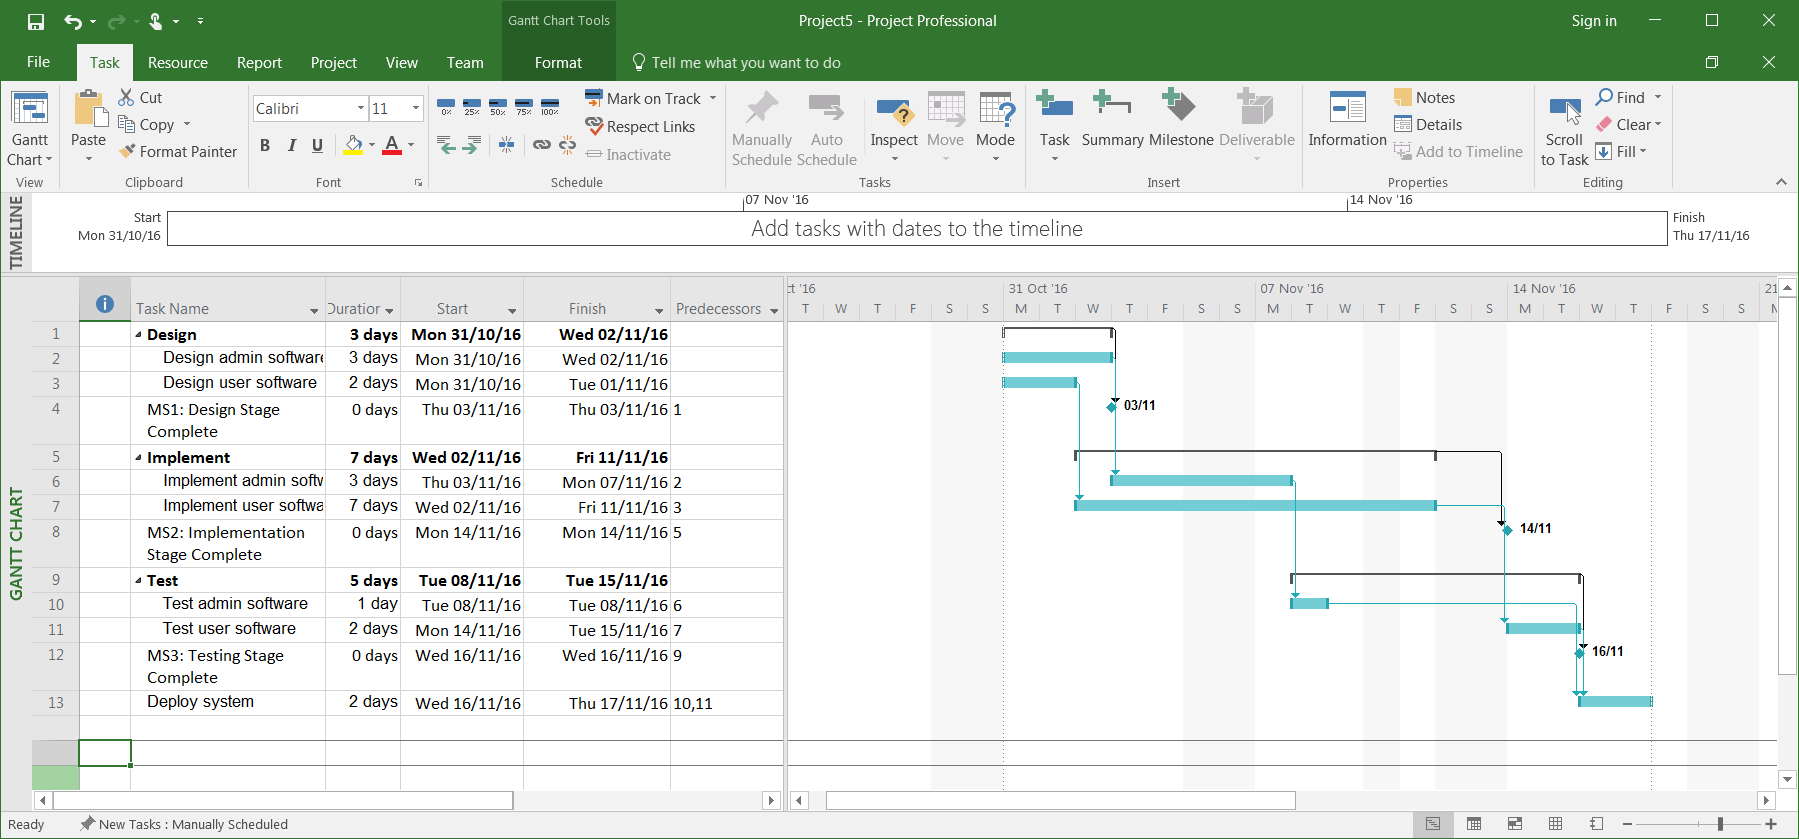 Gantt Chart Tools
Project5 - Project Professional
Sign in
File Task Resource Report Project View Team Format Tell me what you want to do
Gantt Chart
View
Paste
Cut
Copy
Format Painter
Clipboard
Calibri 11
B I U A
Font
0% 25% 50% 75% 100%
Mark on Track
Respect Links
Inactivate
Schedule
Manually Schedule
Auto Schedule
Inspect
Move
Mode
Tasks
Task
Summary
Milestone
Deliverable
Insert
Information
Notes
Details
Add to Timeline
Properties
Scroll to Task
Find
Clear
Fill
Editing
TIMELINE
07 Nov '16 14 Nov '16
Start
Mon 31/10/16
Add tasks with dates to the timeline
Finish
Thu 17/11/16
GANTT CHART
Task Name Duratior Start Finish Predecessors
ct '16 31 Oct '16 07 Nov '16 14 Nov '16 21
T W T F S S M T W T F S S M T W T F S S M T W T F S S M
1 Design 3 days Mon 31/10/16 Wed 02/11/16
2 Design admin software 3 days Mon 31/10/16 Wed 02/11/16
3 Design user software 2 days Mon 31/10/16 Tue 01/11/16
4 MS1: Design Stage Complete 0 days Thu 03/11/16 Thu 03/11/16 1
03/11
5 Implement 7 days Wed 02/11/16 Fri 11/11/16
6 Implement admin softw 3 days Thu 03/11/16 Mon 07/11/16 2
7 Implement user softwa 7 days Wed 02/11/16 Fri 11/11/16 3
8 MS2: Implementation Stage Complete 0 days Mon 14/11/16 Mon 14/11/16 5
14/11
9 Test 5 days Tue 08/11/16 Tue 15/11/16
10 Test admin software 1 day Tue 08/11/16 Tue 08/11/16 6
11 Test user software 2 days Mon 14/11/16 Tue 15/11/16 7
12 MS3: Testing Stage Complete 0 days Wed 16/11/16 Wed 16/11/16 9
16/11
13 Deploy system 2 days Wed 16/11/16 Thu 17/11/16 10,11
Ready New Tasks : Manually Scheduled